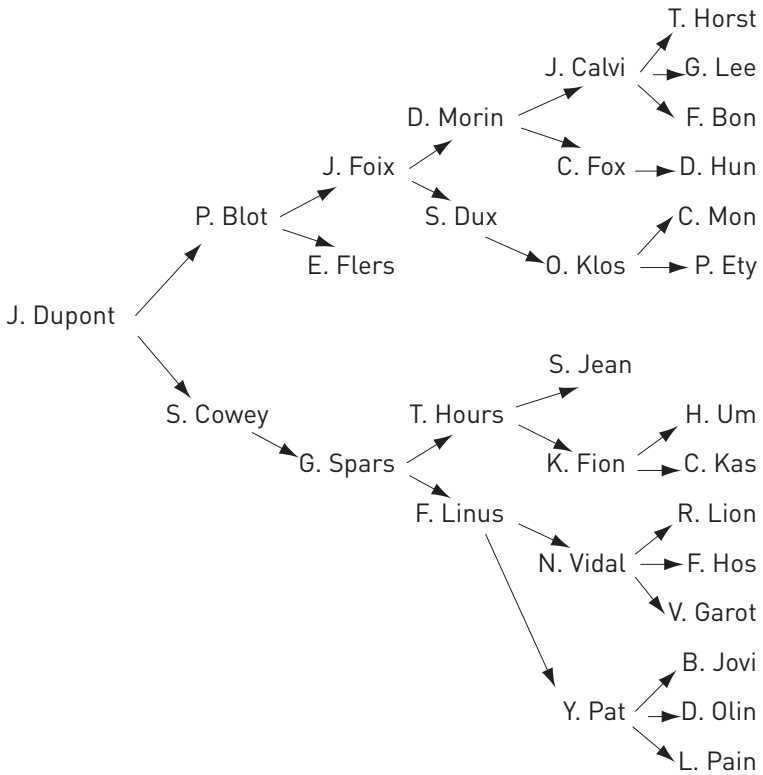 T. Horst
J. Calvi
G. Lee
D. Morin
F. Bon
J. Foix
C. Fox
D. Hun
P. Blot
S. Dux
C. Mon
E. Flers
O. Klos
P. Ety
J. Dupont
S. Jean
S. Cowey
T. Hours
H. Um
G. Spars
K. Fion
C. Kas
F. Linus
R. Lion
N. Vidal
F. Hos
V. Garot
B. Jovi
Y. Pat
D. Olin
L. Pain